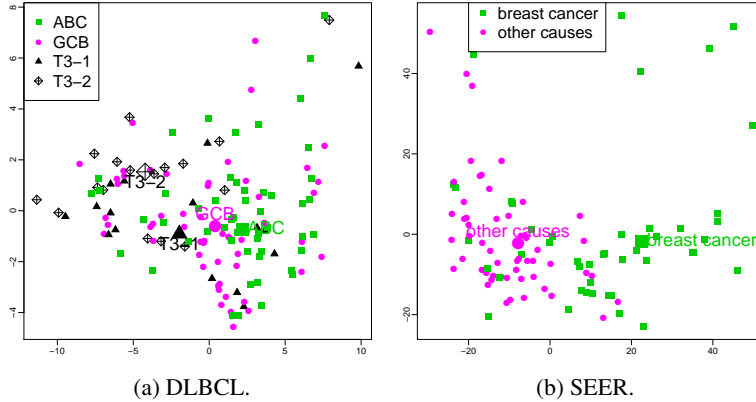 ABC
GCB
T3-1
T3-2
8
6
4
2
0
-2
-4
-10
-5
0
5
10
T3-2
GCB
ABC
T3-1
(a) DLBCL.
breast cancer
other causes
40
20
0
-20
-20
0
20
40
other causes
breast cancer
(b) SEER.